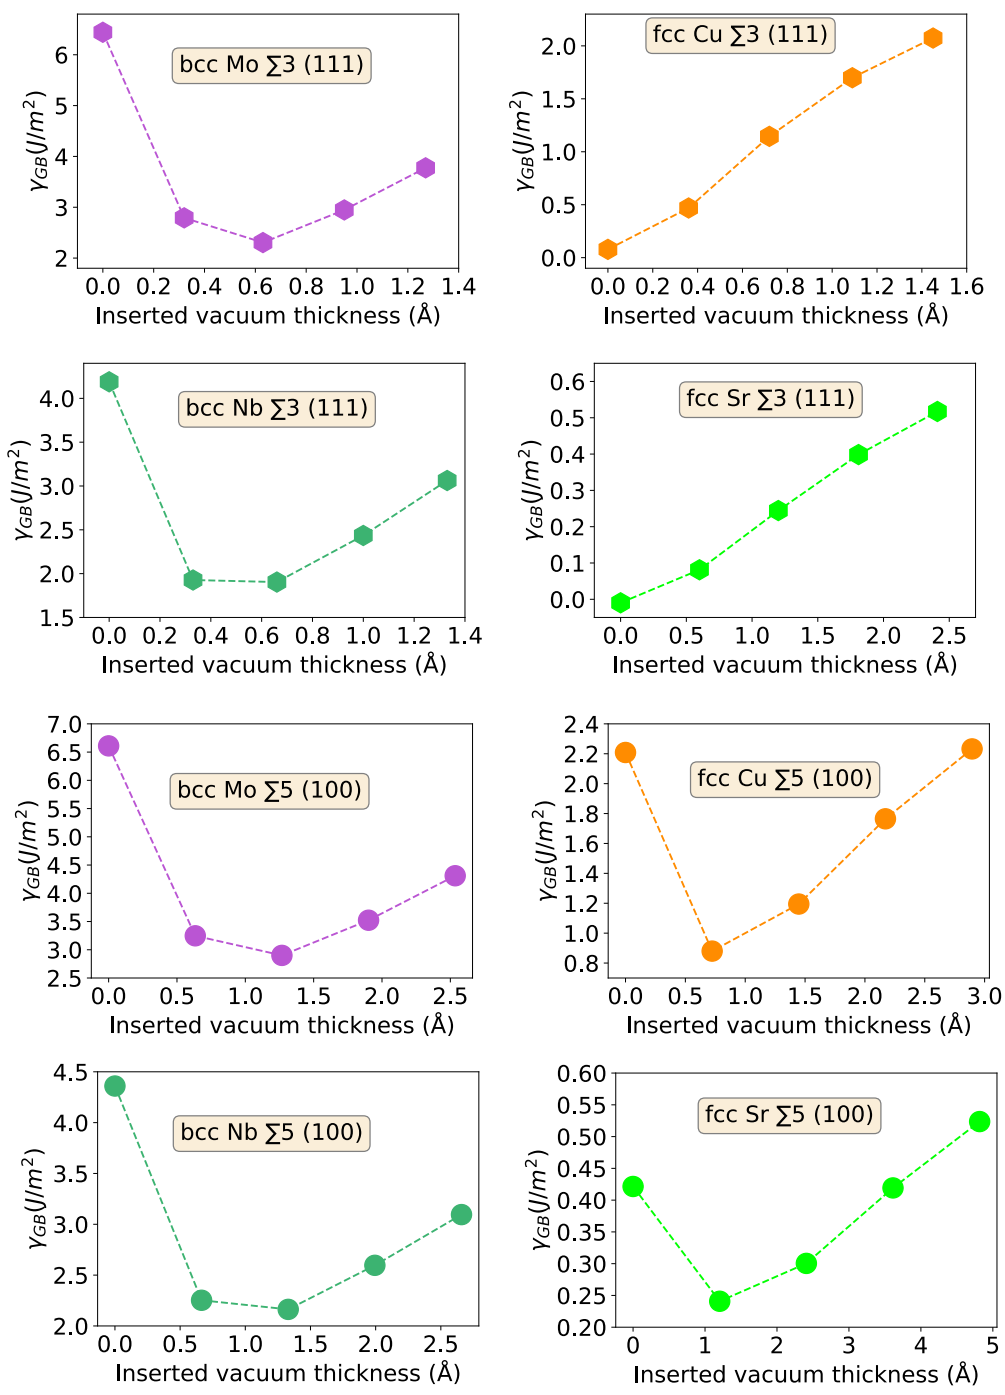 bcc Mo ∑3 (111)
γGB(J/m²)
6
5
4
3
2
0.0 0.2 0.4 0.6 0.8 1.0 1.2 1.4
Inserted vacuum thickness (Å)
fcc Cu ∑3 (111)
γGB(J/m²)
2.0
1.5
1.0
0.5
0.0
0.0 0.2 0.4 0.6 0.8 1.0 1.2 1.4 1.6
Inserted vacuum thickness (Å)
bcc Nb ∑3 (111)
γGB(J/m²)
4.0
3.5
3.0
2.5
2.0
1.5
0.0 0.2 0.4 0.6 0.8 1.0 1.2 1.4
Inserted vacuum thickness (Å)
fcc Sr ∑3 (111)
γGB(J/m²)
0.6
0.5
0.4
0.3
0.2
0.1
0.0
0.0 0.5 1.0 1.5 2.0 2.5
Inserted vacuum thickness (Å)
bcc Mo ∑5 (100)
γGB(J/m²)
7.0
6.5
6.0
5.5
5.0
4.5
4.0
3.5
3.0
2.5
0.0 0.5 1.0 1.5 2.0 2.5
Inserted vacuum thickness (Å)
fcc Cu ∑5 (100)
γGB(J/m²)
2.4
2.2
2.0
1.8
1.6
1.4
1.2
1.0
0.8
0.0 0.5 1.0 1.5 2.0 2.5 3.0
Inserted vacuum thickness (Å)
bcc Nb ∑5 (100)
γGB(J/m²)
4.5
4.0
3.5
3.0
2.5
2.0
0.0 0.5 1.0 1.5 2.0 2.5
Inserted vacuum thickness (Å)
fcc Sr ∑5 (100)
γGB(J/m²)
0.60
0.55
0.50
0.45
0.40
0.35
0.30
0.25
0.20
0 1 2 3 4 5
Inserted vacuum thickness (Å)